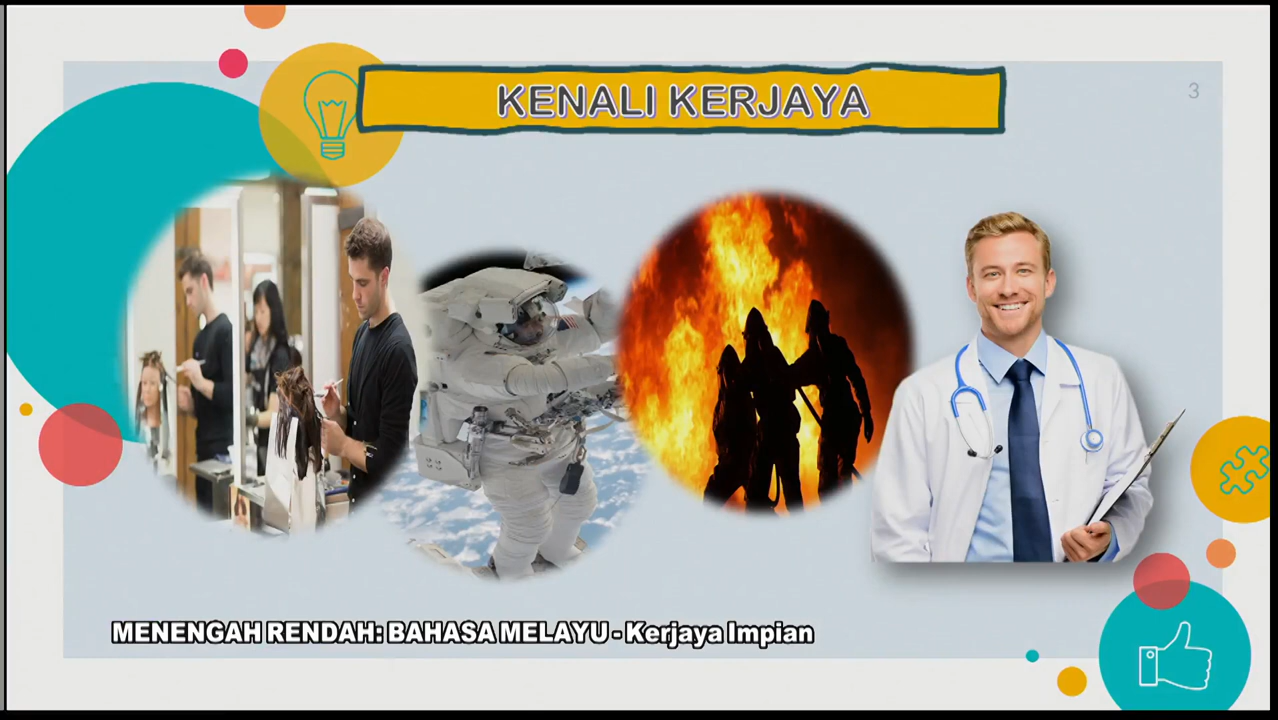 KENALI KERJAYA
3
MENENGAH RENDAH: BAHASA MELAYU - Kerjaya Impian